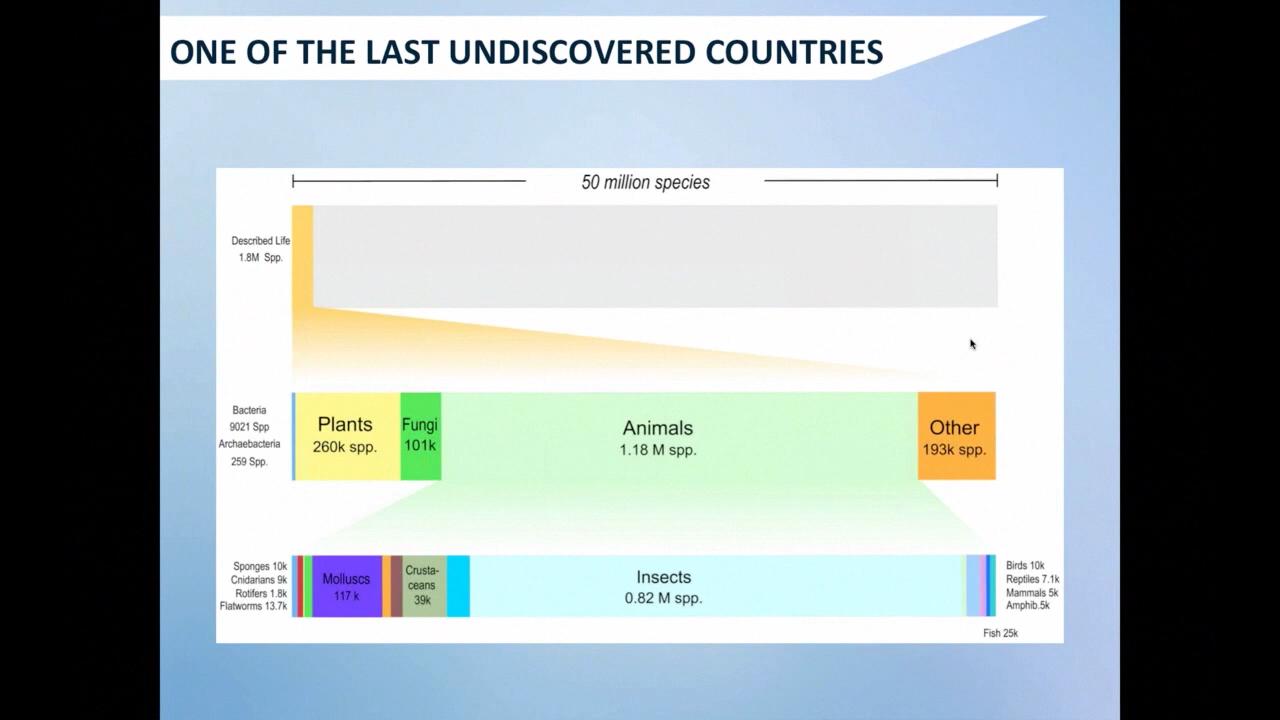 ONE OF THE LAST UNDISCOVERED COUNTRIES
50 million species
Described Life
1.8M Spp.
Bacteria
9021 Spp
Archaebacteria
259 Spp.
Plants
260k spp.
Fungi
101k
Animals
1.18 M spp.
Other
193k spp.
Sponges 10k
Cnidarians 9k
Rotifers 1.8k
Flatworms 13.7k
Molluscs
117 k
Crusta-
ceans
39k
Insects
0.82 M spp.
Birds 10k
Reptiles 7.1k
Mammals 5k
Amphib.5k
Fish 25k